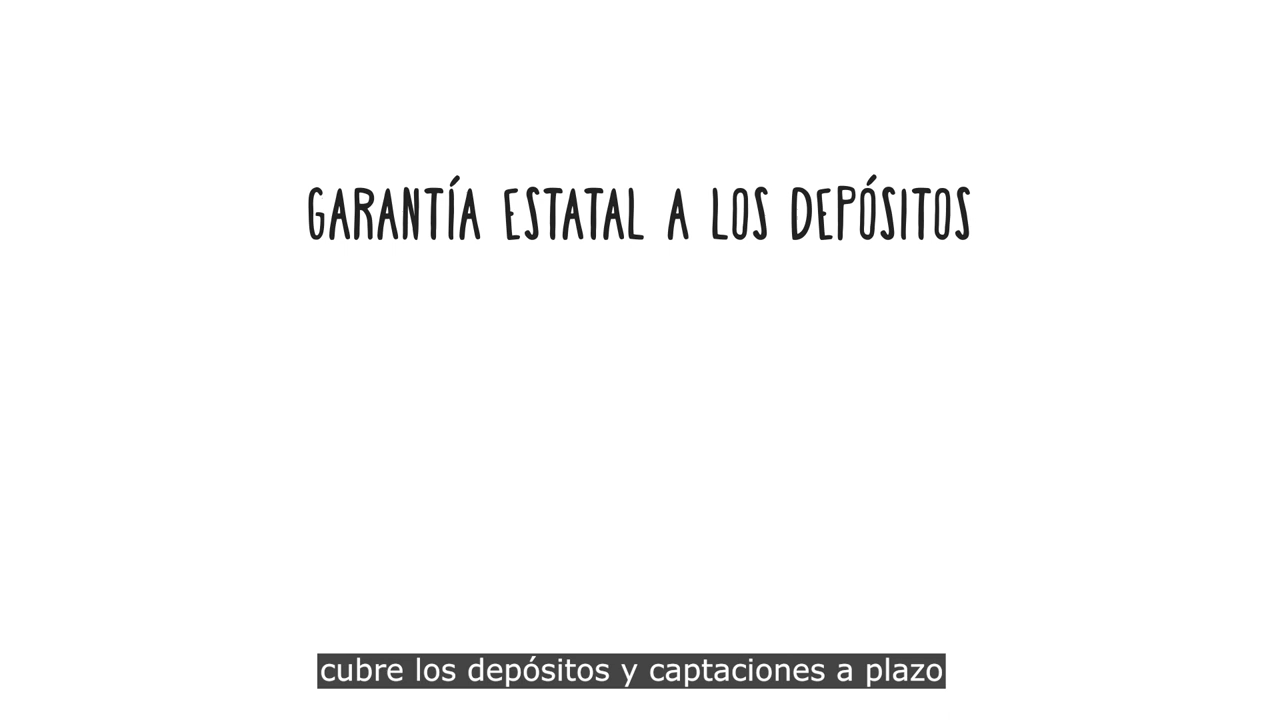 GARANTÍA ESTATAL A LOS DEPÓSITOS
cubre los depósitos y captaciones a plazo